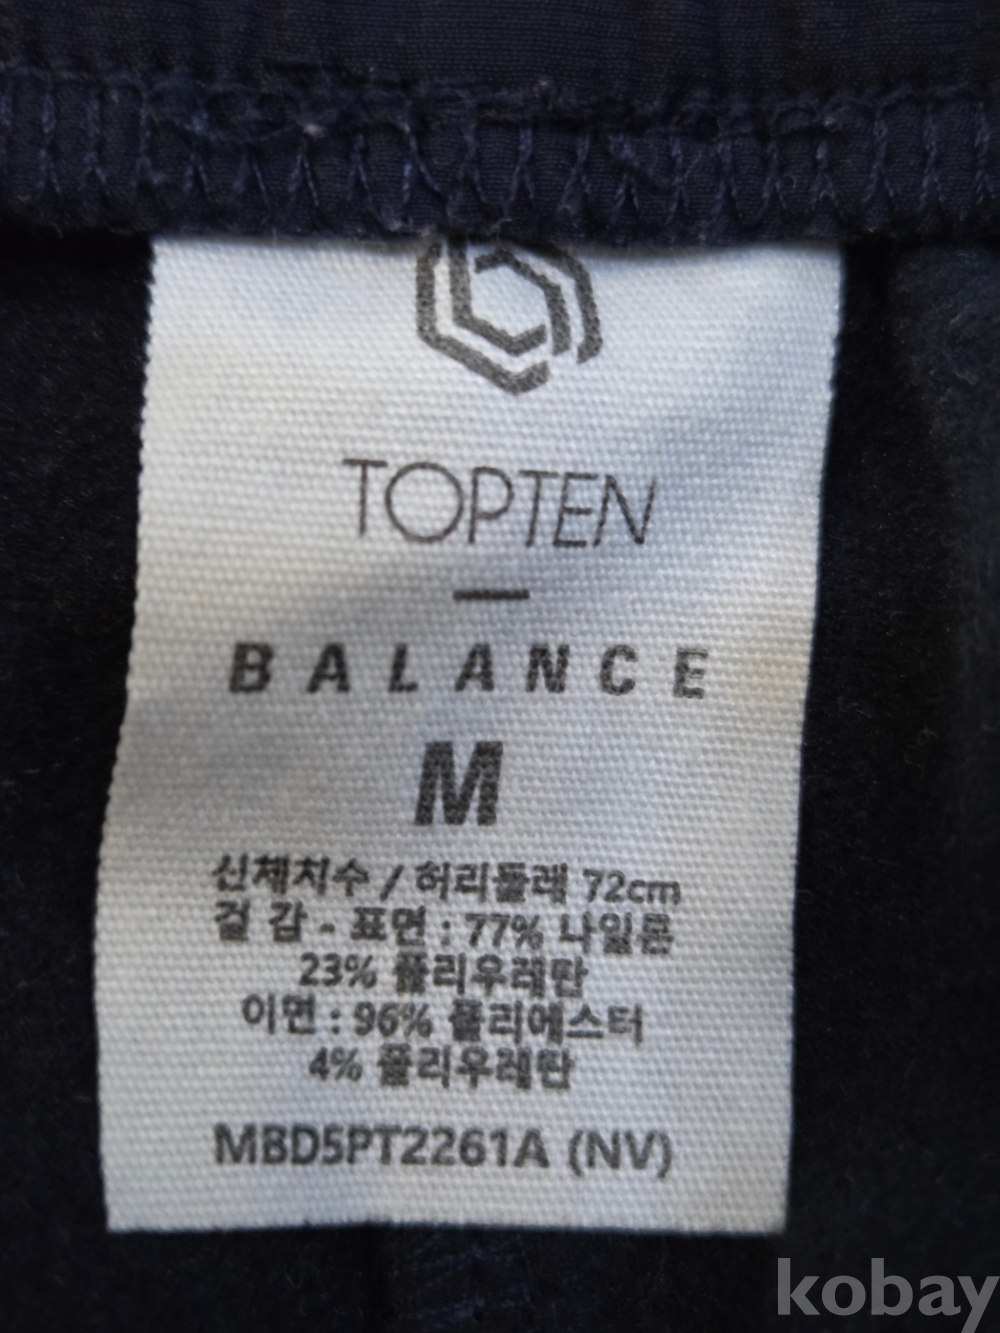 TOPTEN
BALANCE
M
신체치수 / 허리둘레 72cm
겉 감 - 표면 : 77% 나일론
23% 폴리우레탄
이면 : 96% 폴리에스터
4% 폴리우레탄
MBD5PT2261A (NV)
kobay